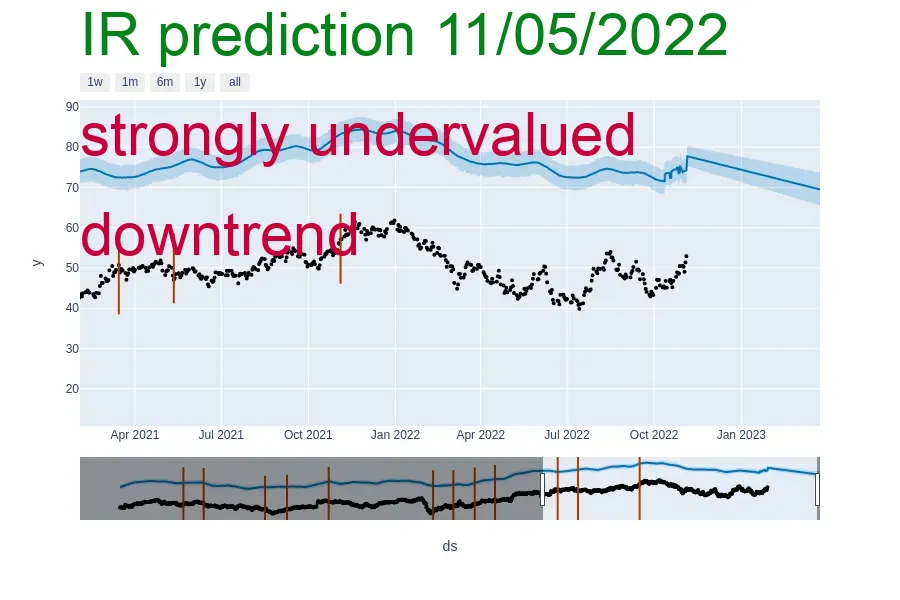 IR prediction 11/05/2022
1w 1m 6m 1y all
90
strongly undervalued
80
70
60
downtrend
50
y
40
30
20
Apr 2021 Jul 2021 Oct 2021 Jan 2022 Apr 2022 Jul 2022 Oct 2022 Jan 2023
ds